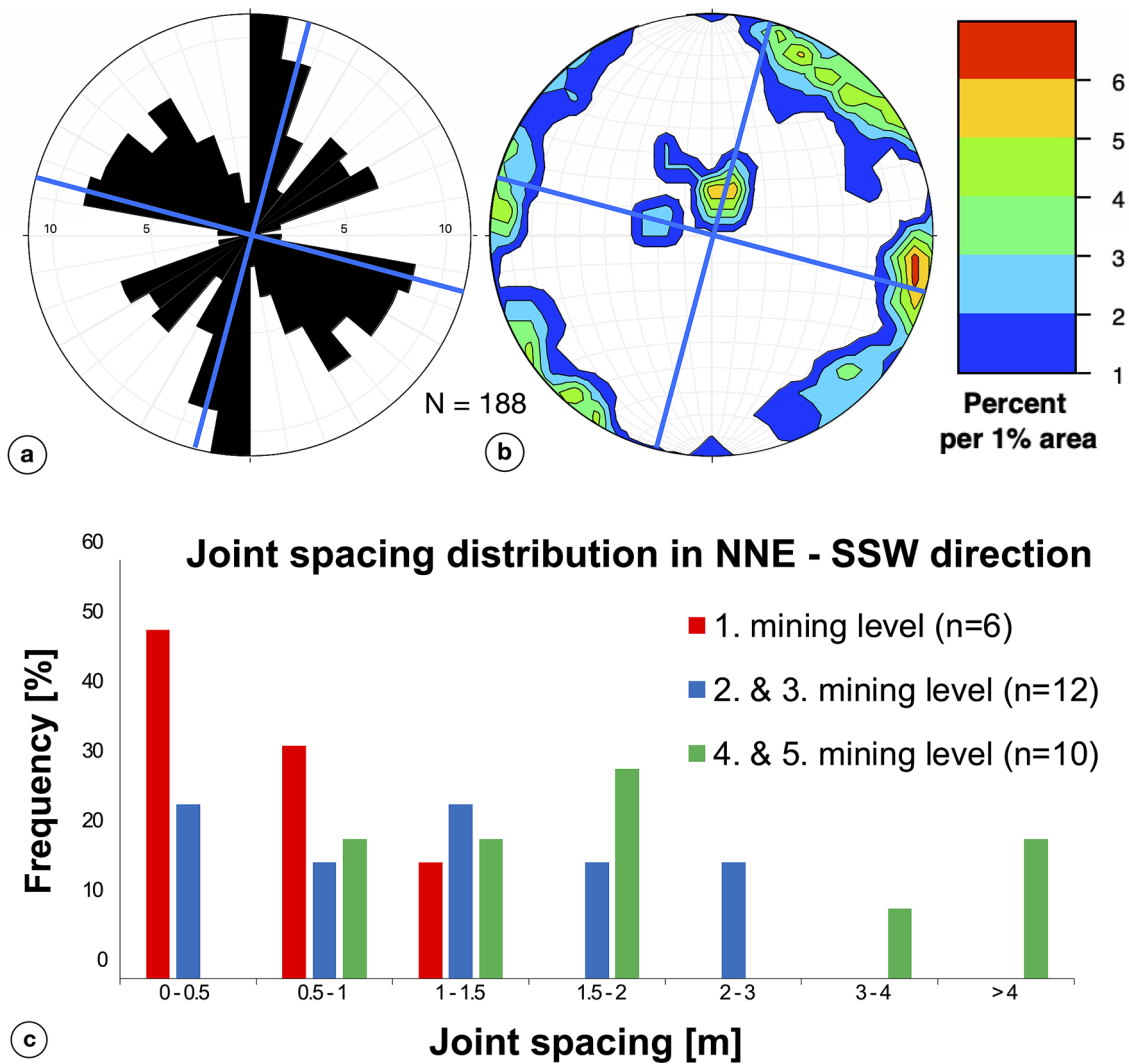 10
5
5
10
N = 188
a
b
6
5
4
3
2
1
Percent
per 1% area
Joint spacing distribution in NNE - SSW direction
1. mining level (n=6)
2. & 3. mining level (n=12)
4. & 5. mining level (n=10)
Frequency [%]
60
50
40
30
20
10
0
0-0.5
0.5-1
1-1.5
1.5-2
2-3
3-4
>4
Joint spacing [m]
c